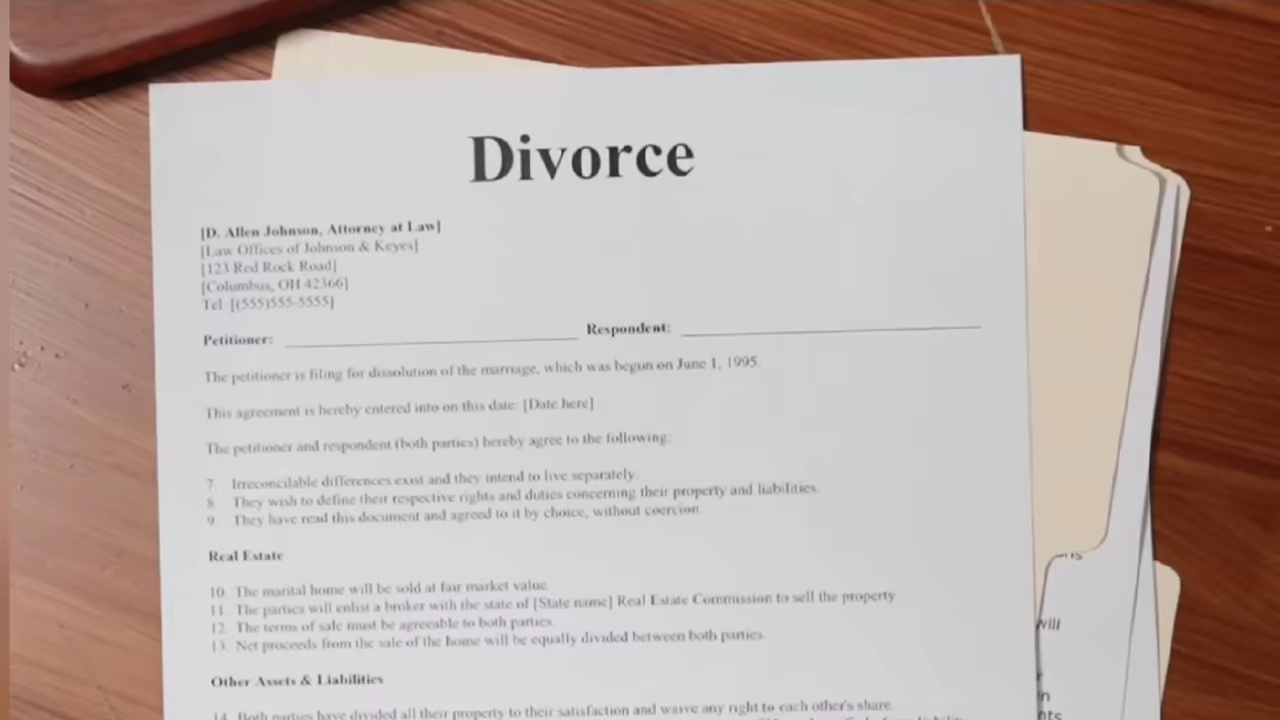 Divorce
[D. Allen Johnson, Attorney at Law]
[Law Offices of Johnson & Keyes]
[123 Red Rock Road]
[Columbus, OH 42366]
Tel [(555)555-5555]
Petitioner: Respondent:
The petitioner is filing for dissolution of the marriage, which was begun on June 1, 1995.
This agreement is hereby entered into on this date: [Date here]
The petitioner and respondent (both parties) hereby agree to the following:
7. Irreconcilable differences exist and they intend to live separately.
8. They wish to define their respective rights and duties concerning their property and liabilities.
9. They have read this document and agreed to it by choice, without coercion.
Real Estate
10. The marital home will be sold at fair market value.
11. The parties will enlist a broker with the state of [State name] Real Estate Commission to sell the property
12. The terms of sale must be agreeable to both parties.
13. Net proceeds from the sale of the home will be equally divided between both parties.
will
Other Assets & Liabilities
14. Both parties have divided all their property to their satisfaction and waive any right to each other's share.